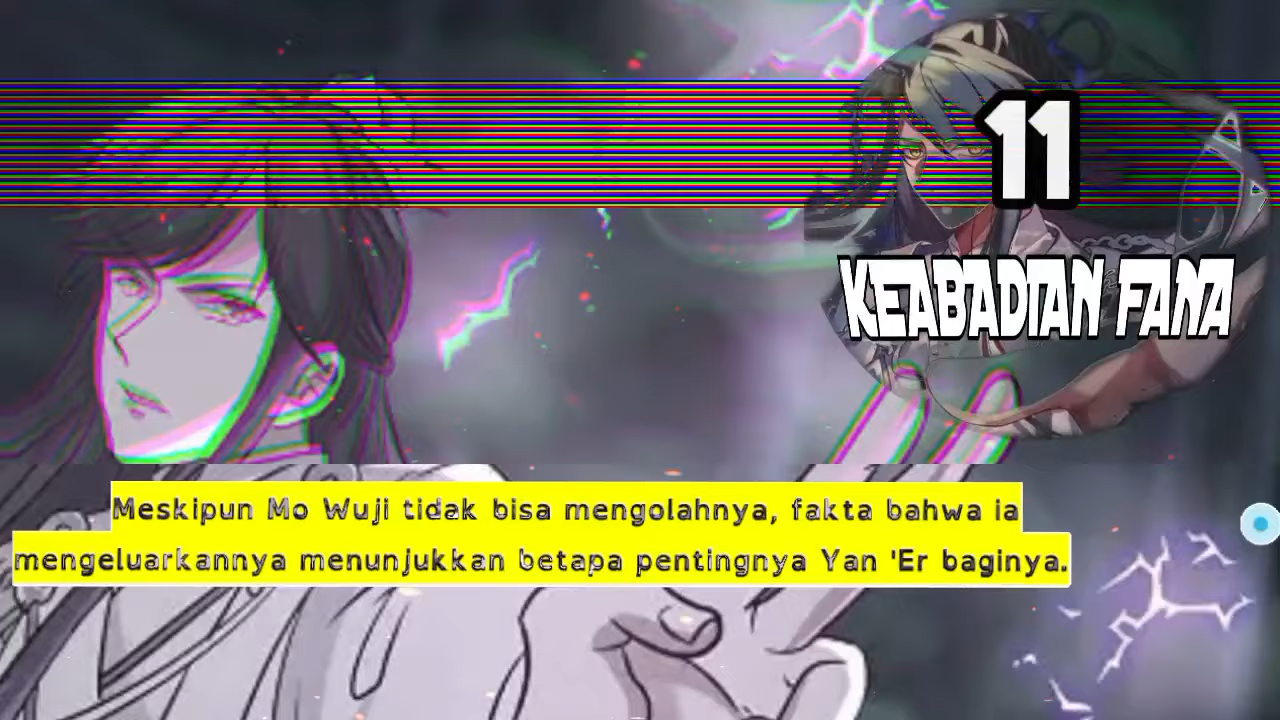 11
KEABADIAN FANA
Meskipun Mo Wuji tidak bisa mengolahnya, fakta bahwa ia
mengeluarkannya menunjukkan betapa pentingnya Yan 'Er baginya.